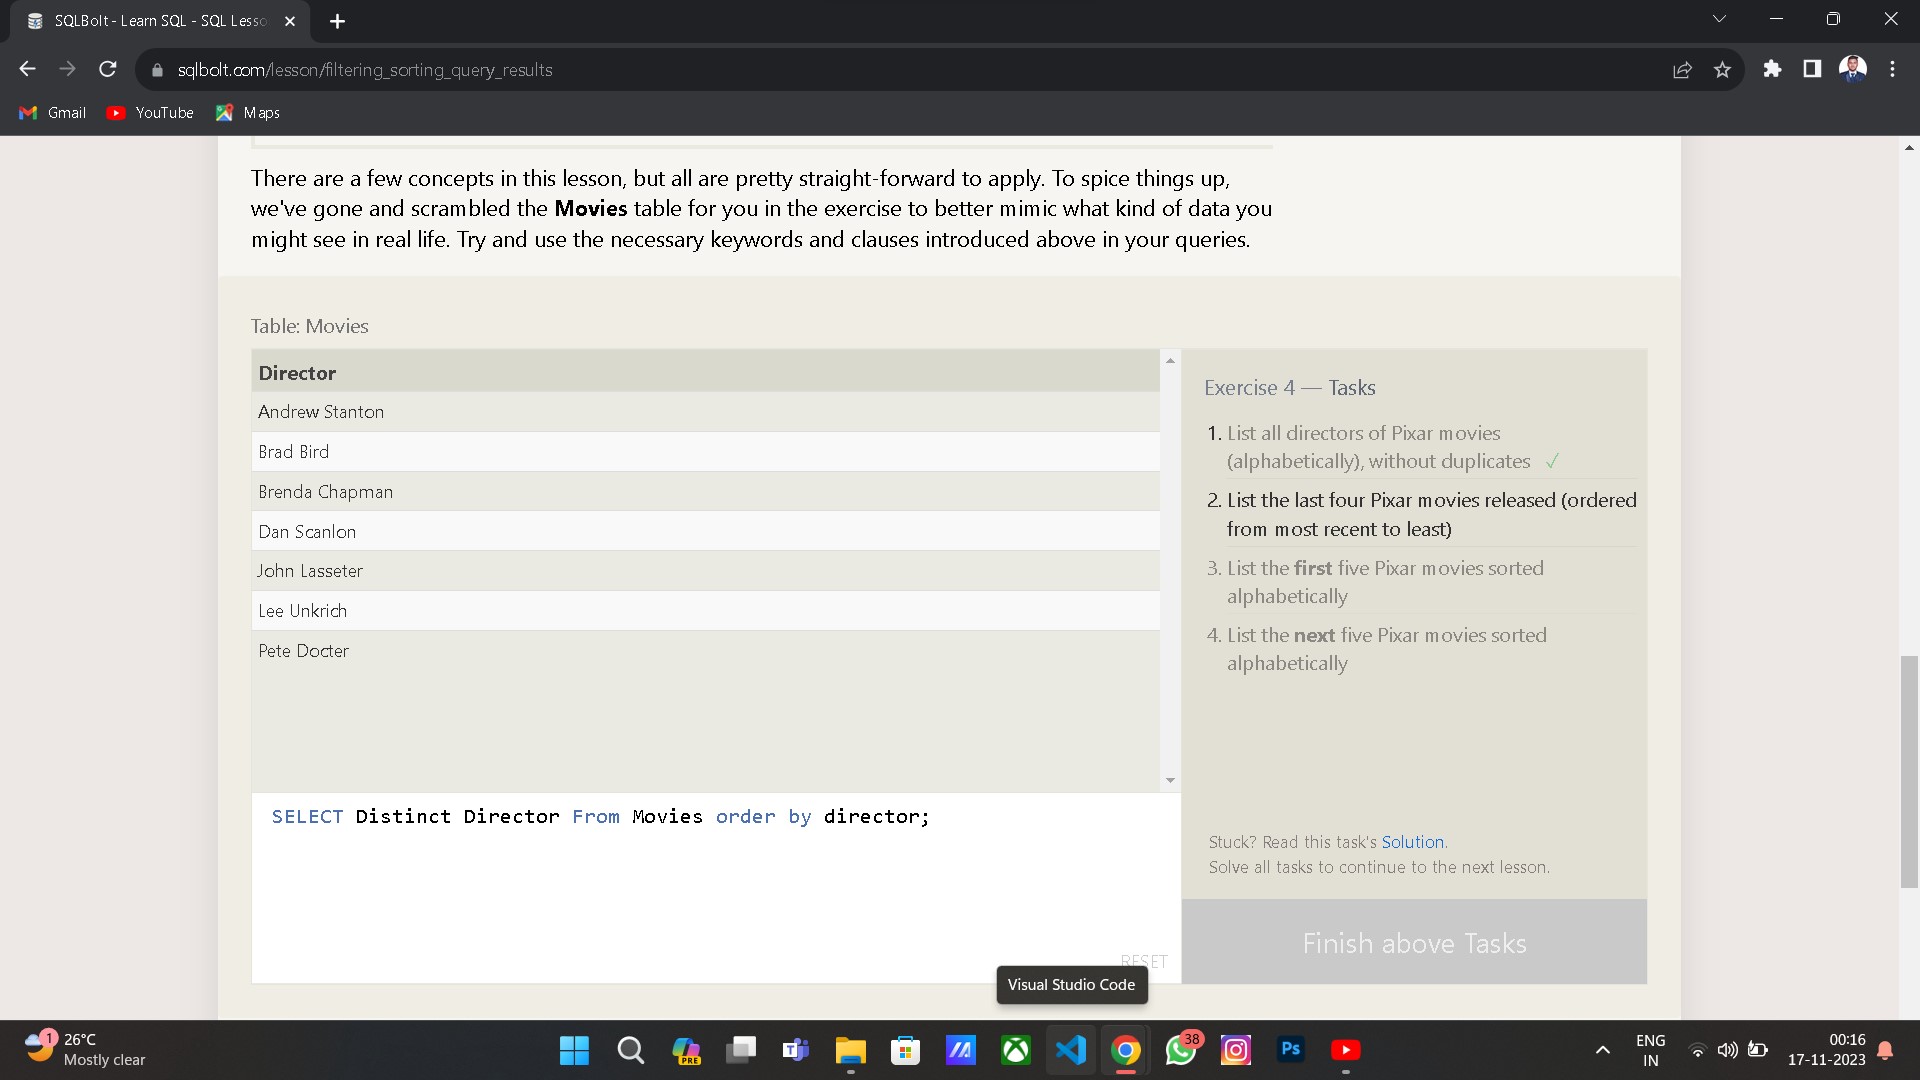 SQLBolt - Learn SQL - SQL Lesso
sqlbolt.com/lesson/filtering_sorting_query_results
Gmail YouTube Maps
There are a few concepts in this lesson, but all are pretty straight-forward to apply. To spice things up,
we've gone and scrambled the Movies table for you in the exercise to better mimic what kind of data you
might see in real life. Try and use the necessary keywords and clauses introduced above in your queries.
Table: Movies
Director
Andrew Stanton
Brad Bird
Brenda Chapman
Dan Scanlon
John Lasseter
Lee Unkrich
Pete Docter
SELECT Distinct Director From Movies order by director;
RESET
Exercise 4 — Tasks
1. List all directors of Pixar movies
(alphabetically), without duplicates ✓
2. List the last four Pixar movies released (ordered
from most recent to least)
3. List the first five Pixar movies sorted
alphabetically
4. List the next five Pixar movies sorted
alphabetically
Stuck? Read this task's Solution.
Solve all tasks to continue to the next lesson.
Finish above Tasks
Visual Studio Code
1
26°C
Mostly clear
PRE
38
Ps
ENG
IN
00:16
17-11-2023